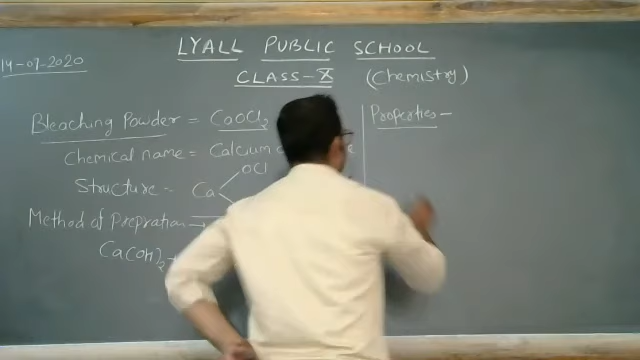 14-07-2020
LYALL PUBLIC SCHOOL
CLASS-X (Chemistry)
Bleaching Powder = CaOCl2
Chemical name = Calcium
Structure - Ca OCl
Method of Prepration →
Ca(OH)2 +
Properties -